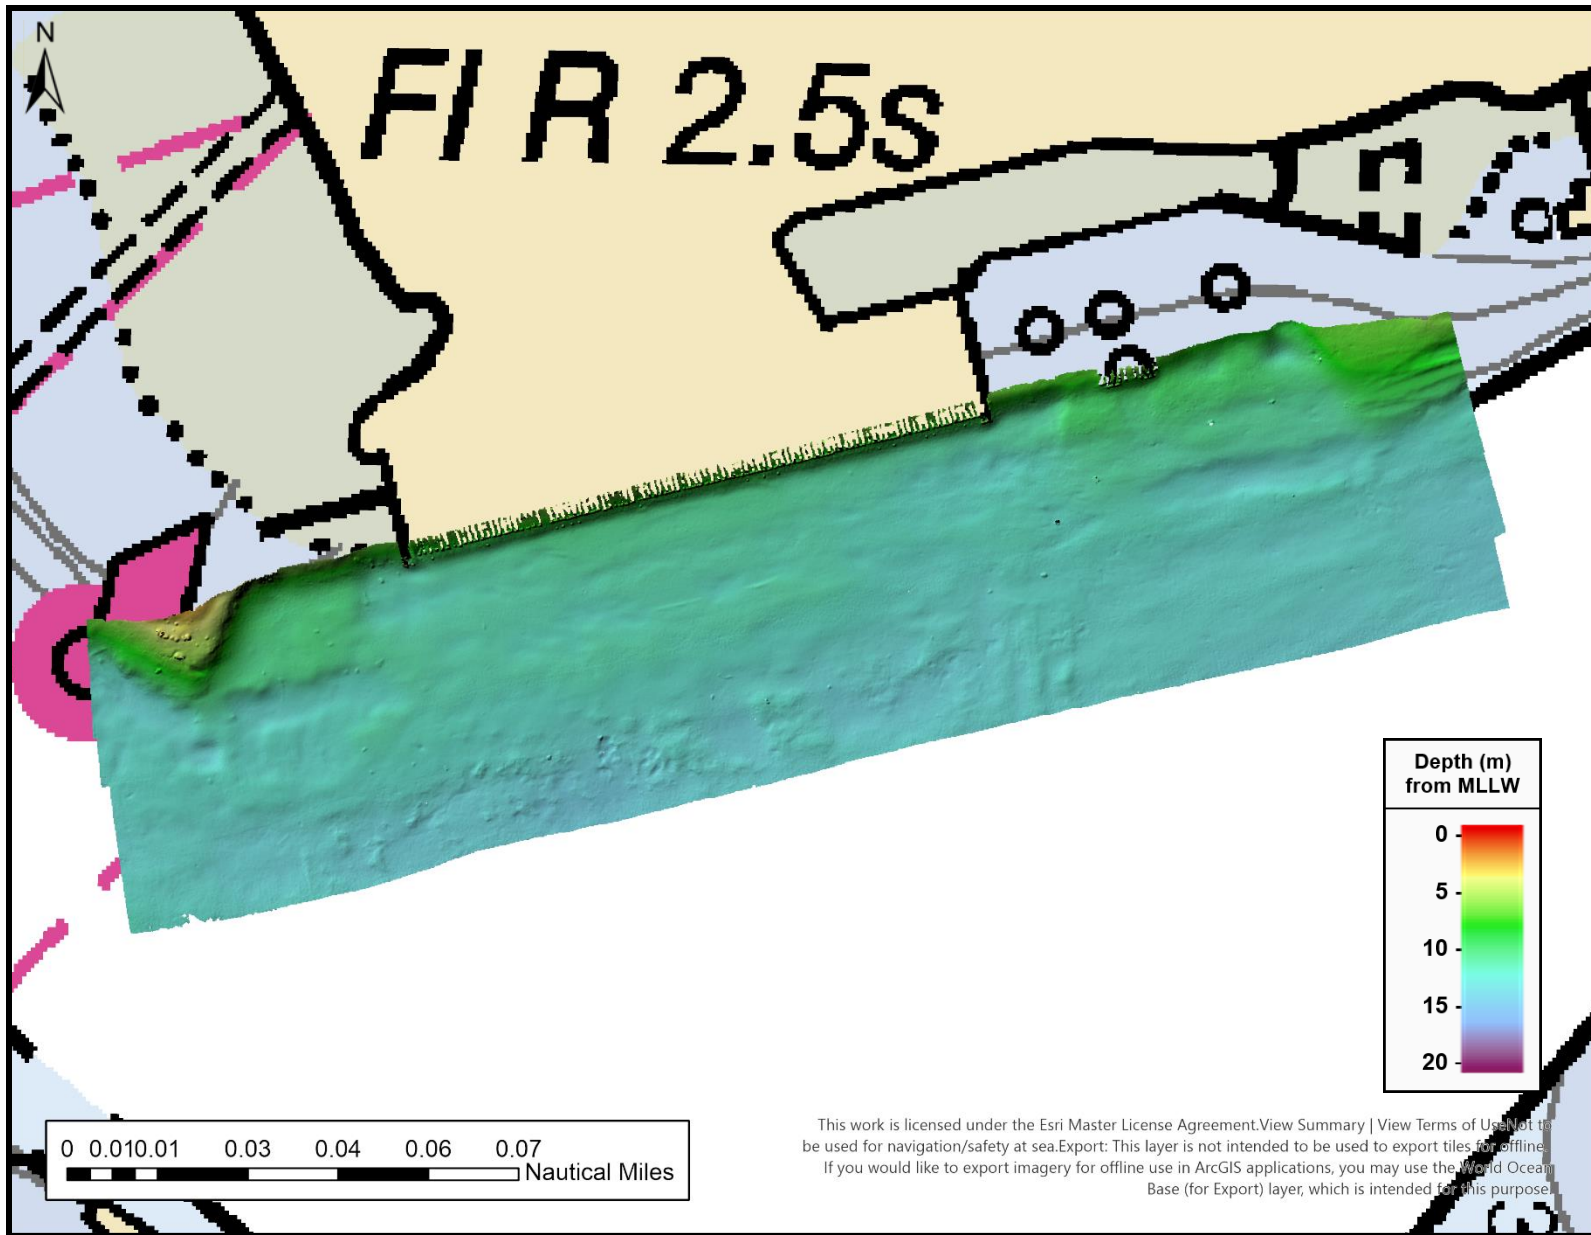 N
Fl R 2.5s
Depth (m)
from MLLW
0
5
10
15
20
0 0.010 0.01 0.03 0.04 0.06 0.07
Nautical Miles
This work is licensed under the Esri Master License Agreement.View Summary | View Terms of UseNot to
be used for navigation/safety at sea.Export: This layer is not intended to be used to export tiles for offline.
If you would like to export imagery for offline use in ArcGIS applications, you may use the World Ocean
Base (for Export) layer, which is intended for this purpose.